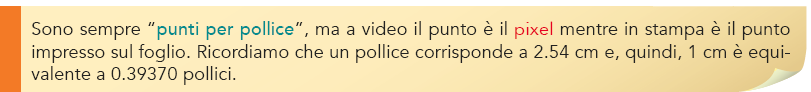 Sono sempre “punti per pollice”, ma a video il punto è il pixel mentre in stampa è il punto
impresso sul foglio. Ricordiamo che un pollice corrisponde a 2.54 cm e, quindi, 1 cm è equi-
valente a 0.39370 pollici.